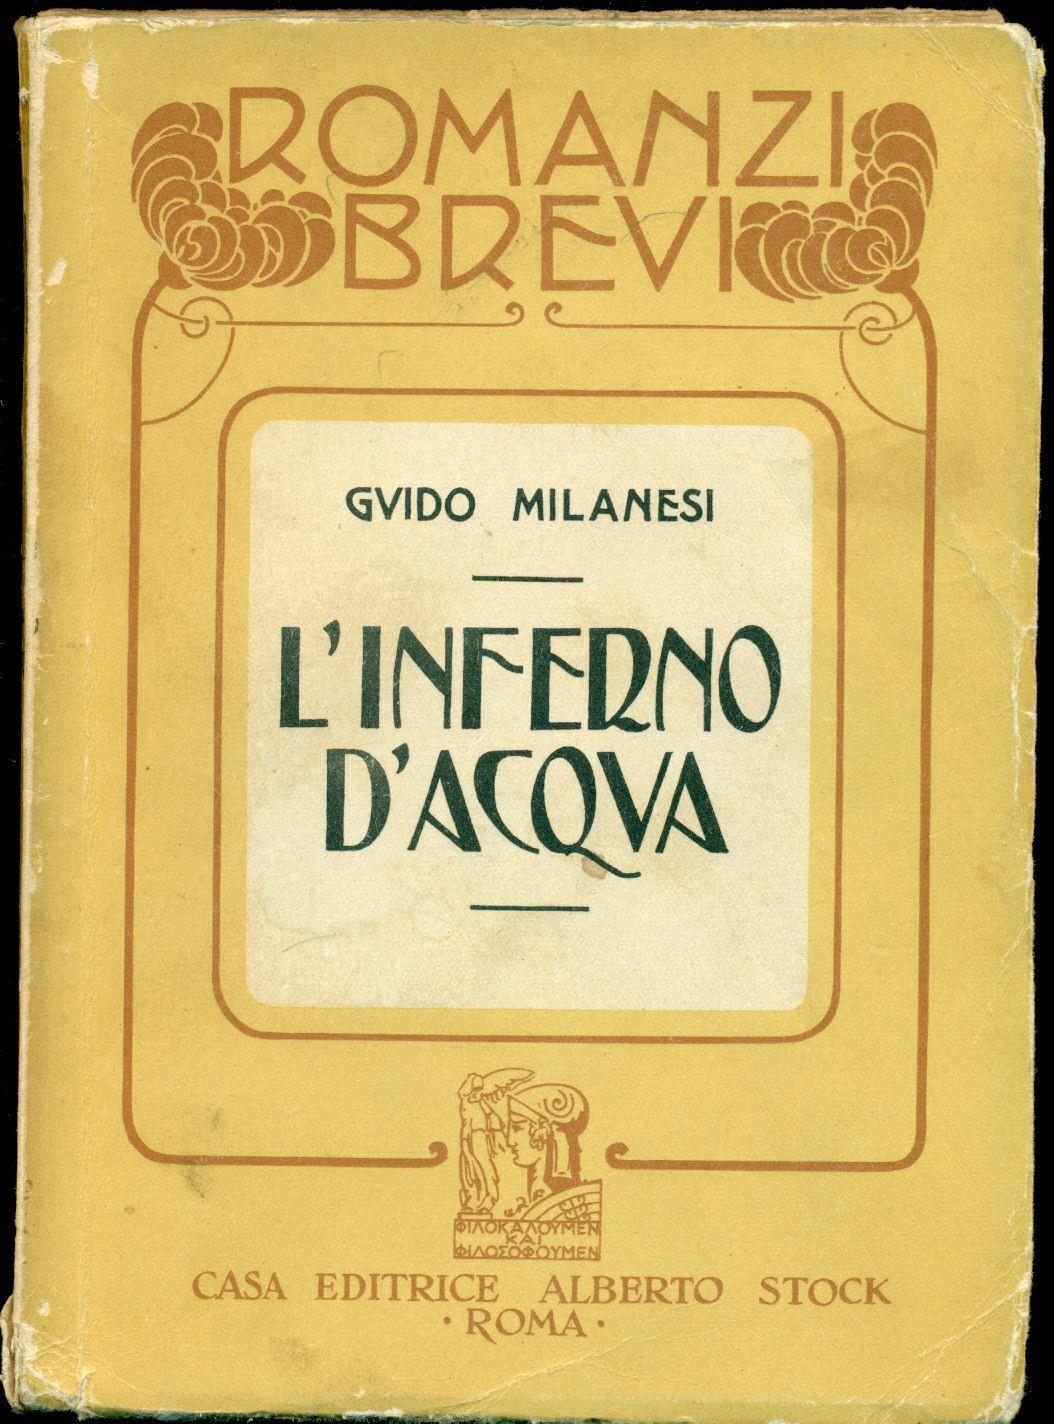 ROMANZI
BREVI
GVIDO MILANESI
L'INFERNO
D'ACQVA
ΦΙΛΟΚΑΛΟΥΜΕΝ
ΚΑΙ
ΦΙΛΟΣΟΦΟΥΜΕΝ
CASA EDITRICE ALBERTO STOCK
· ROMA ·